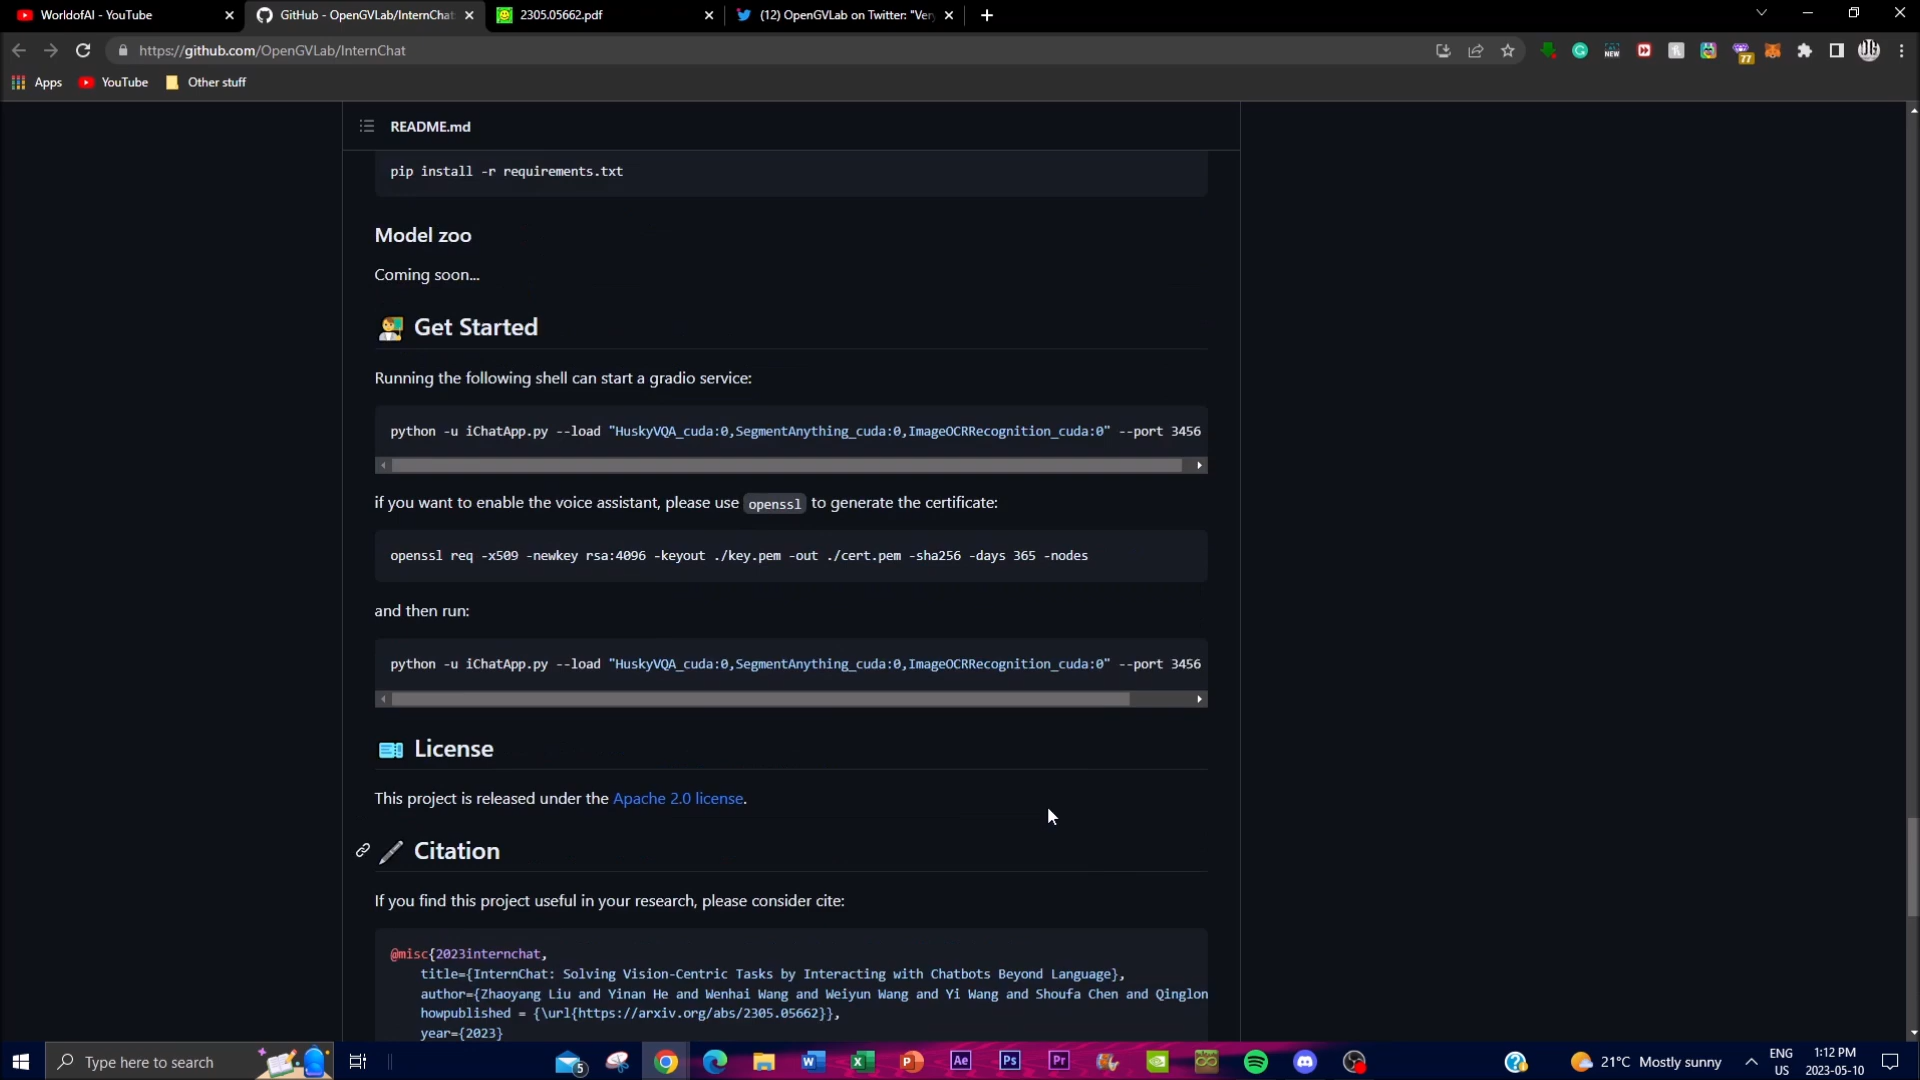 WorldofAI - YouTube
GitHub - OpenGVLab/InternChat:
2305.05662.pdf
(12) OpenGVLab on Twitter: "Very
https://github.com/OpenGVLab/InternChat
NEW
77
Apps
YouTube
Other stuff
README.md
pip install -r requirements.txt
Model zoo
Coming soon...
Get Started
Running the following shell can start a gradio service:
python -u iChatApp.py --load "HuskyVQA_cuda:0,SegmentAnything_cuda:0,ImageOCRRecognition_cuda:0" --port 3456
if you want to enable the voice assistant, please use openssl to generate the certificate:
openssl req -x509 -newkey rsa:4096 -keyout ./key.pem -out ./cert.pem -sha256 -days 365 -nodes
and then run:
python -u iChatApp.py --load "HuskyVQA_cuda:0,SegmentAnything_cuda:0,ImageOCRRecognition_cuda:0" --port 3456
License
This project is released under the Apache 2.0 license.
Citation
If you find this project useful in your research, please consider cite:
@misc{2023internchat,
title={InternChat: Solving Vision-Centric Tasks by Interacting with Chatbots Beyond Language},
author={Zhaoyang Liu and Yinan He and Wenhai Wang and Weiyun Wang and Yi Wang and Shoufa Chen and Qinglon
howpublished = {\url{https://arxiv.org/abs/2305.05662}},
year={2023}
Type here to search
5
Ae
Ps
Pr
21°C Mostly sunny
ENG
US
1:12 PM
2023-05-10